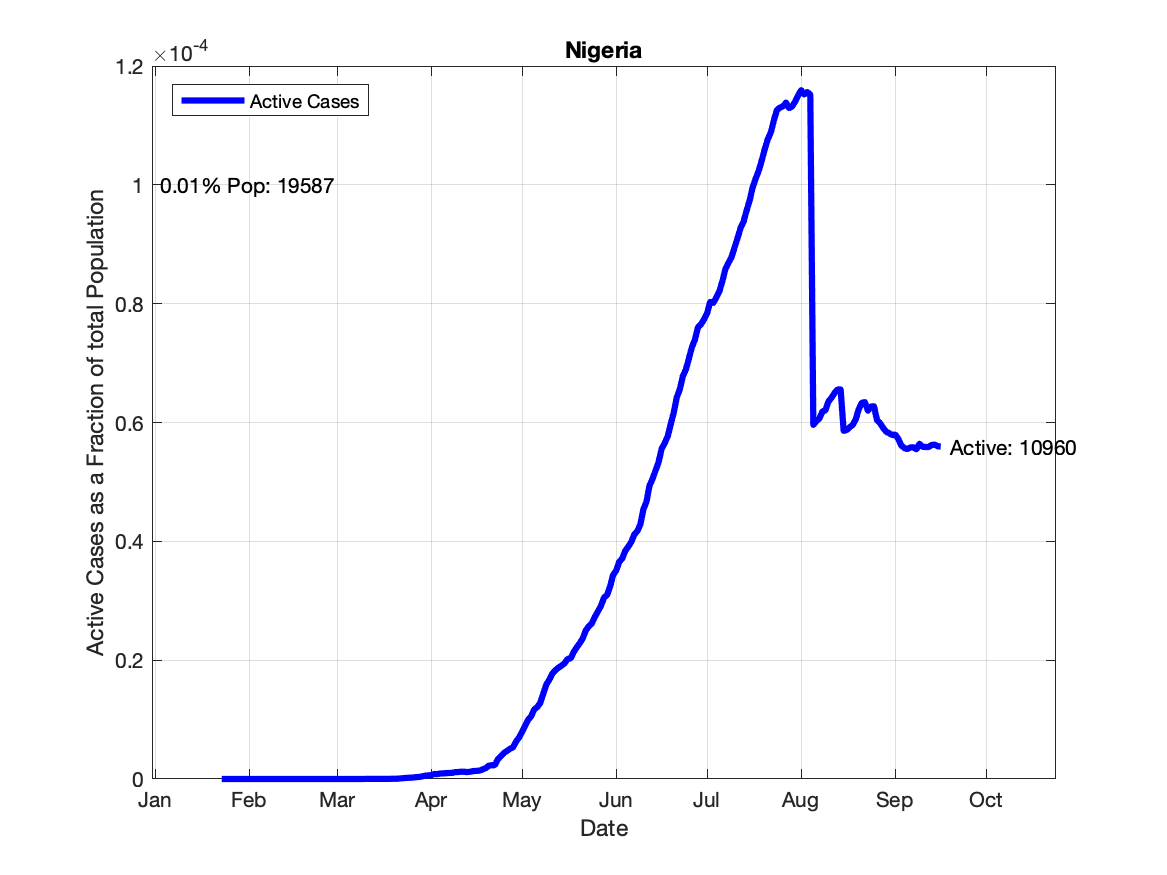 Nigeria
×10-4
1.2
1
0.8
0.6
0.4
0.2
0
Active Cases
0.01% Pop: 19587
Active: 10960
Active Cases as a Fraction of total Population
Jan Feb Mar Apr May Jun Jul Aug Sep Oct
Date